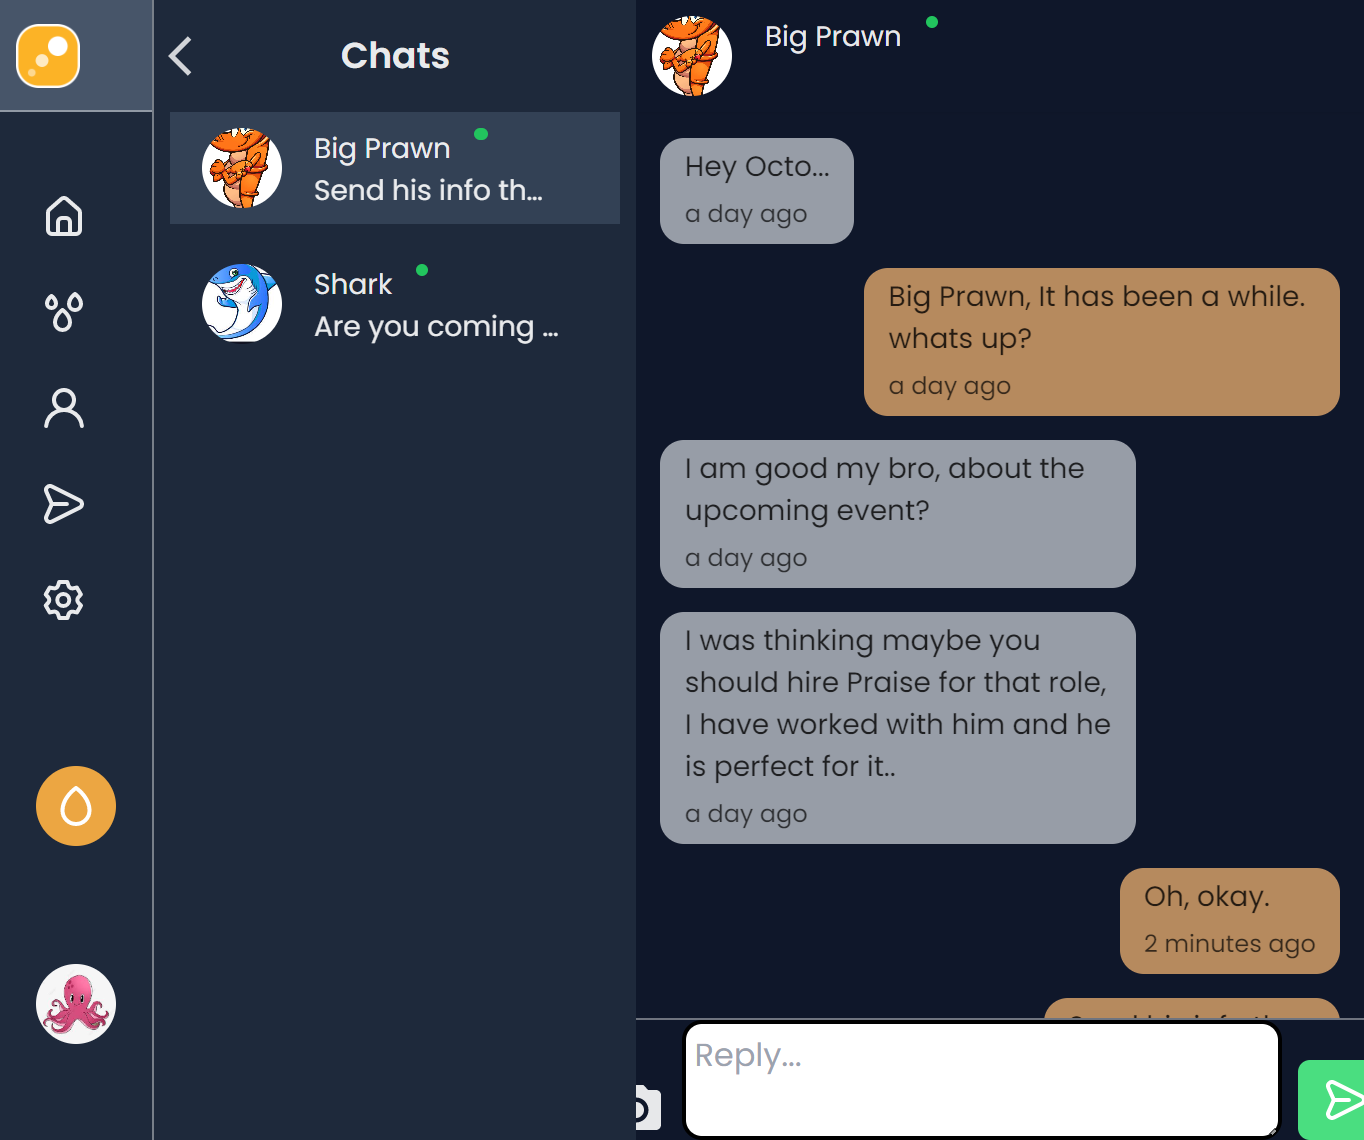 Chats
Big Prawn
Send his info th...
Shark
Are you coming ...
Big Prawn
Hey Octo...
a day ago
Big Prawn, It has been a while.
whats up?
a day ago
I am good my bro, about the
upcoming event?
a day ago
I was thinking maybe you
should hire Praise for that role,
I have worked with him and he
is perfect for it..
a day ago
Oh, okay.
2 minutes ago
Reply...